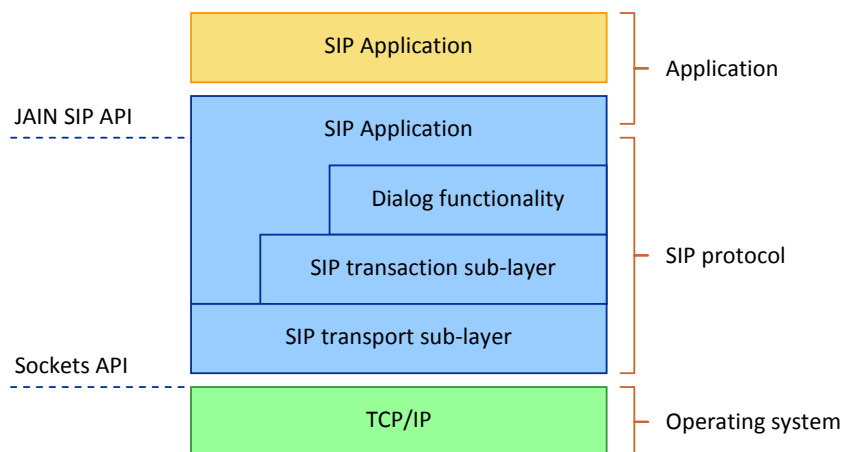 SIP Application
Application
JAIN SIP API
SIP Application
Dialog functionality
SIP transaction sub-layer
SIP protocol
SIP transport sub-layer
Sockets API
TCP/IP
Operating system